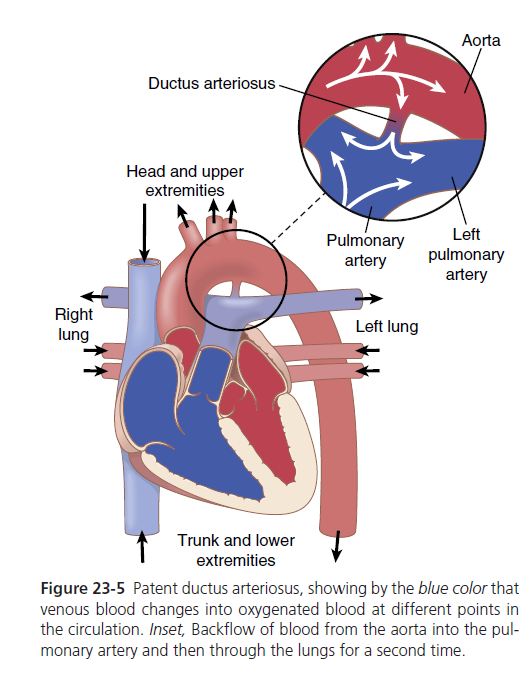 Aorta
Ductus arteriosus
Head and upper
extremities
Pulmonary
artery
Left
pulmonary
artery
Right
lung
Left lung
Trunk and lower
extremities
Figure 23-5 Patent ductus arteriosus, showing by the blue color that
venous blood changes into oxygenated blood at different points in
the circulation. Inset, Backflow of blood from the aorta into the pul-
monary artery and then through the lungs for a second time.